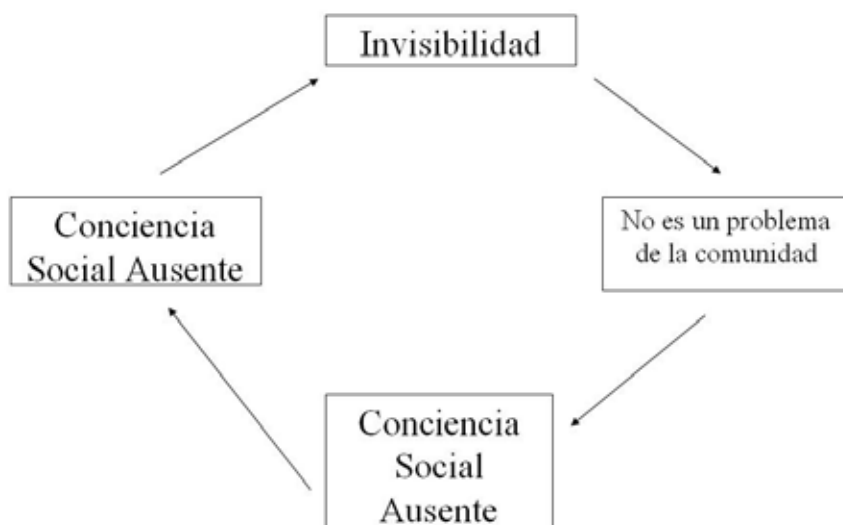 Invisibilidad
Conciencia
Social Ausente
No es un problema
de la comunidad
Conciencia
Social
Ausente